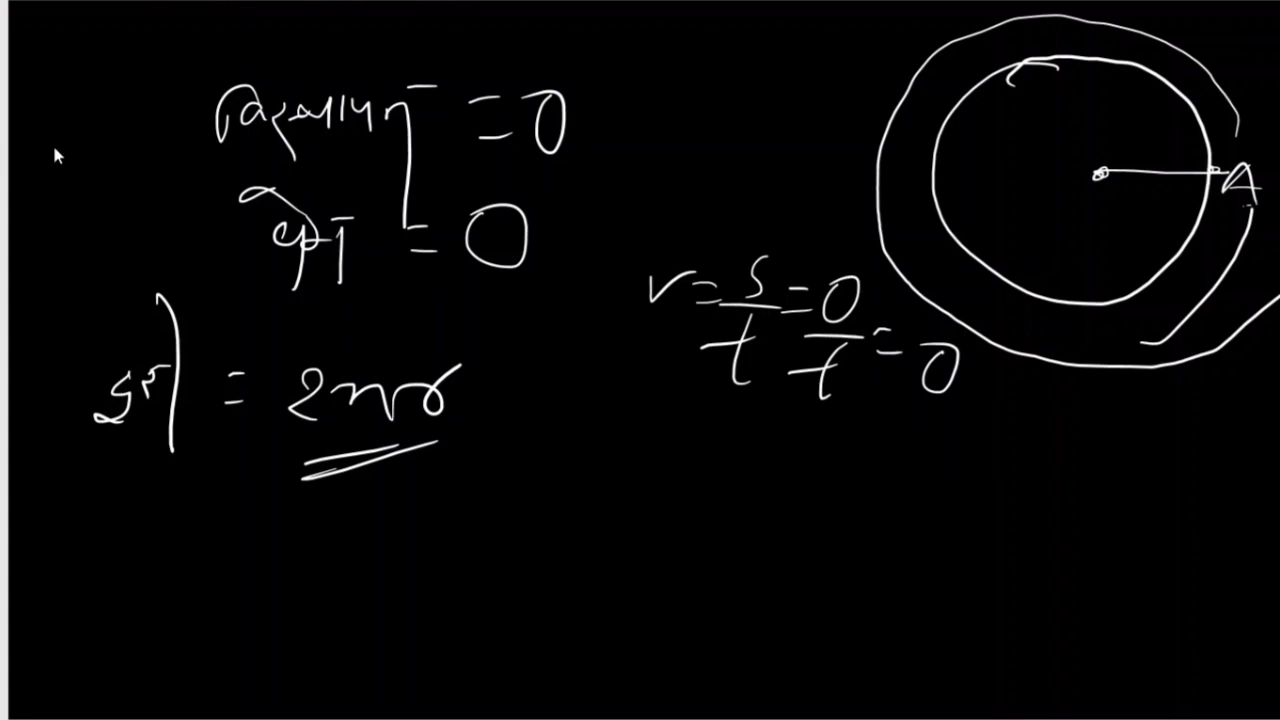 विस्थापन = 0
वेग = 0
v = s/t = 0/t = 0
दूरी = 2πr
A